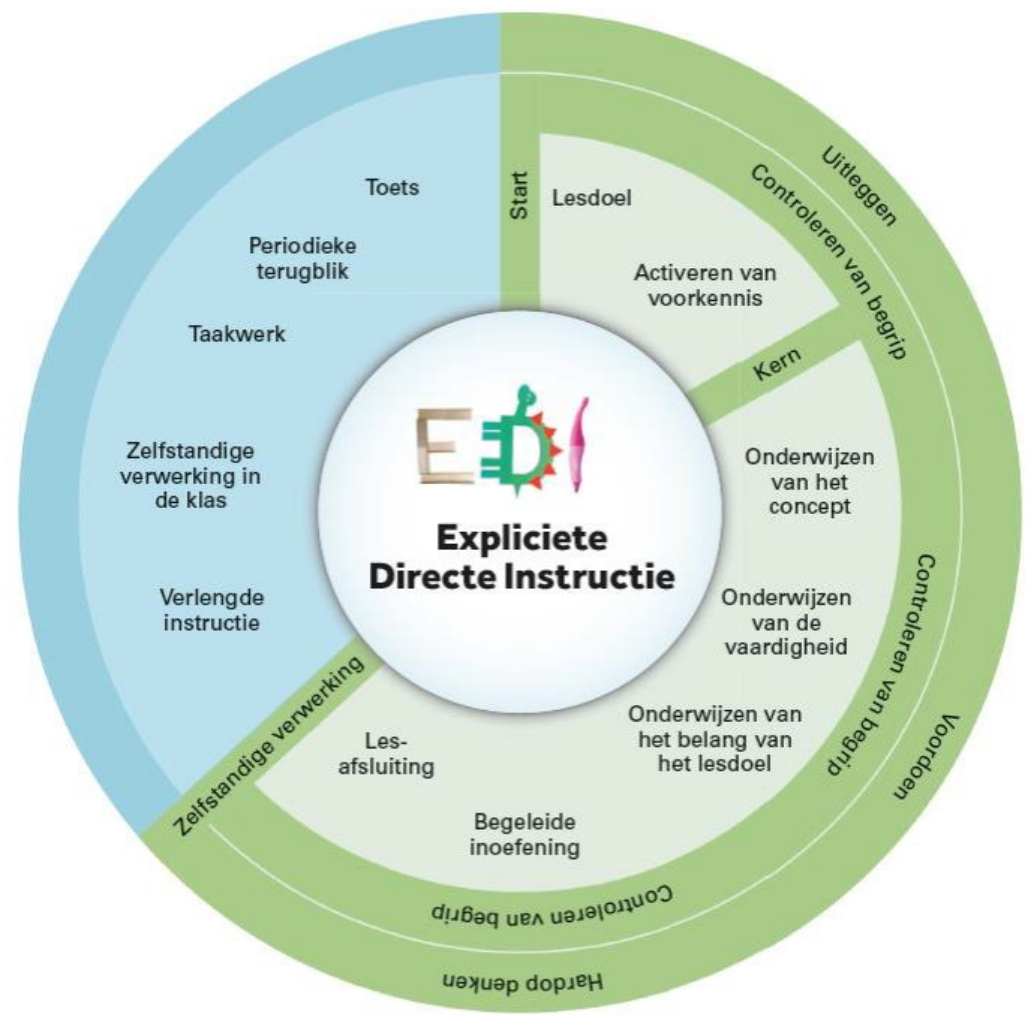 EDI
Expliciete
Directe Instructie
Start
Lesdoel
Activeren van
voorkennis
Kern
Onderwijzen
van het
concept
Onderwijzen
van de
vaardigheid
Onderwijzen van
het belang van
het lesdoel
Begeleide
inoefening
Les-
afsluiting
Zelfstandige verwerking
Verlengde
instructie
Zelfstandige
verwerking in
de klas
Taakwerk
Periodieke
terugblik
Toets
Controleren van begrip
Controleren van begrip
Controleren van begrip
Uitleggen
Voordoen
Hardop denken